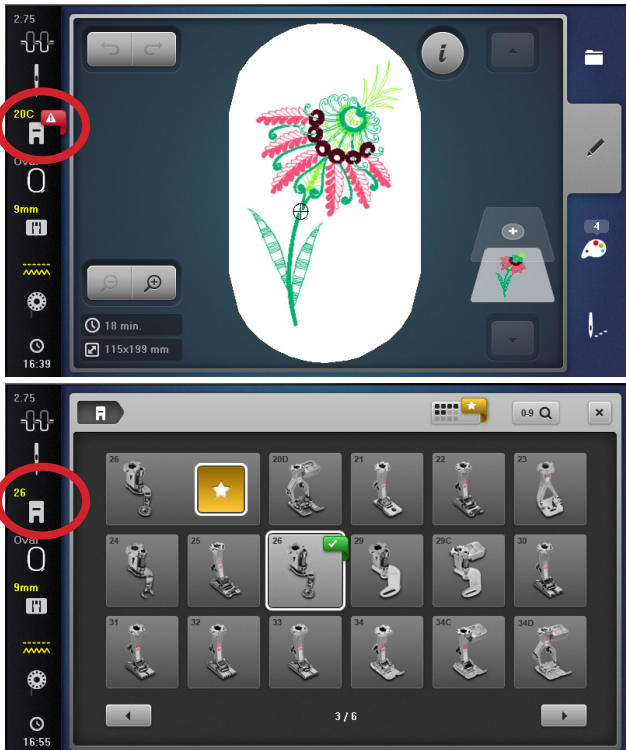 2.75
20C
Oval
9mm
16:39
i
18 min.
115x199 mm
4
2.75
26
Oval
9mm
16:55
0-9
26 20D 21 22 23
24 25 26 29 29C 30
31 32 33 34 34C 34D
3 / 6